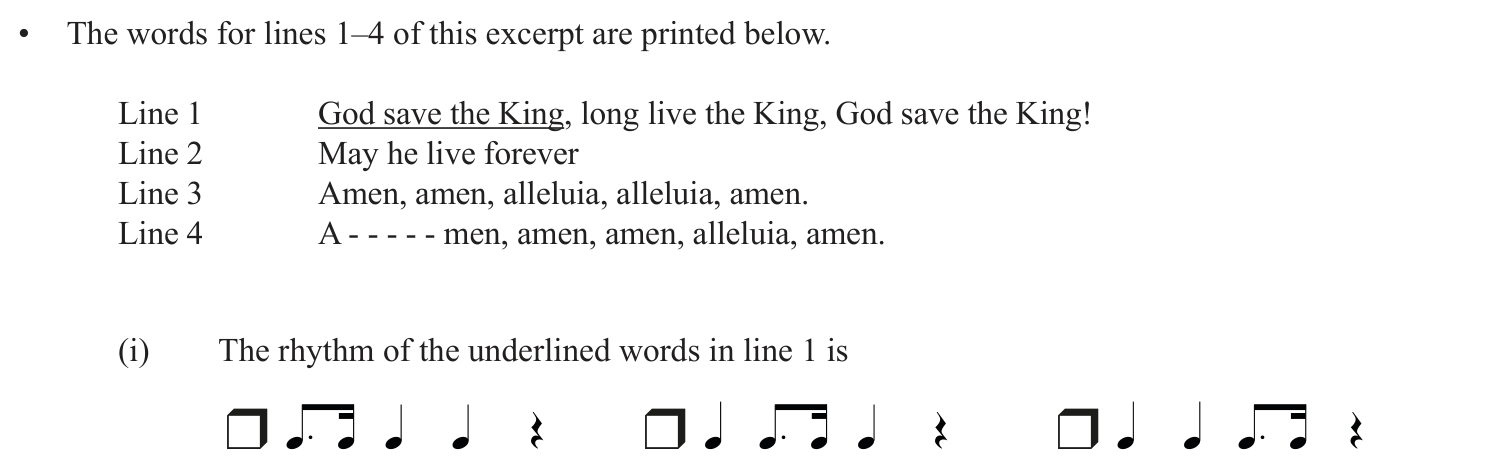 • The words for lines 1–4 of this excerpt are printed below.
Line 1 God save the King, long live the King, God save the King!
Line 2 May he live forever
Line 3 Amen, amen, alleluia, alleluia, amen.
Line 4 A - - - - - men, amen, amen, alleluia, amen.
(i) The rhythm of the underlined words in line 1 is